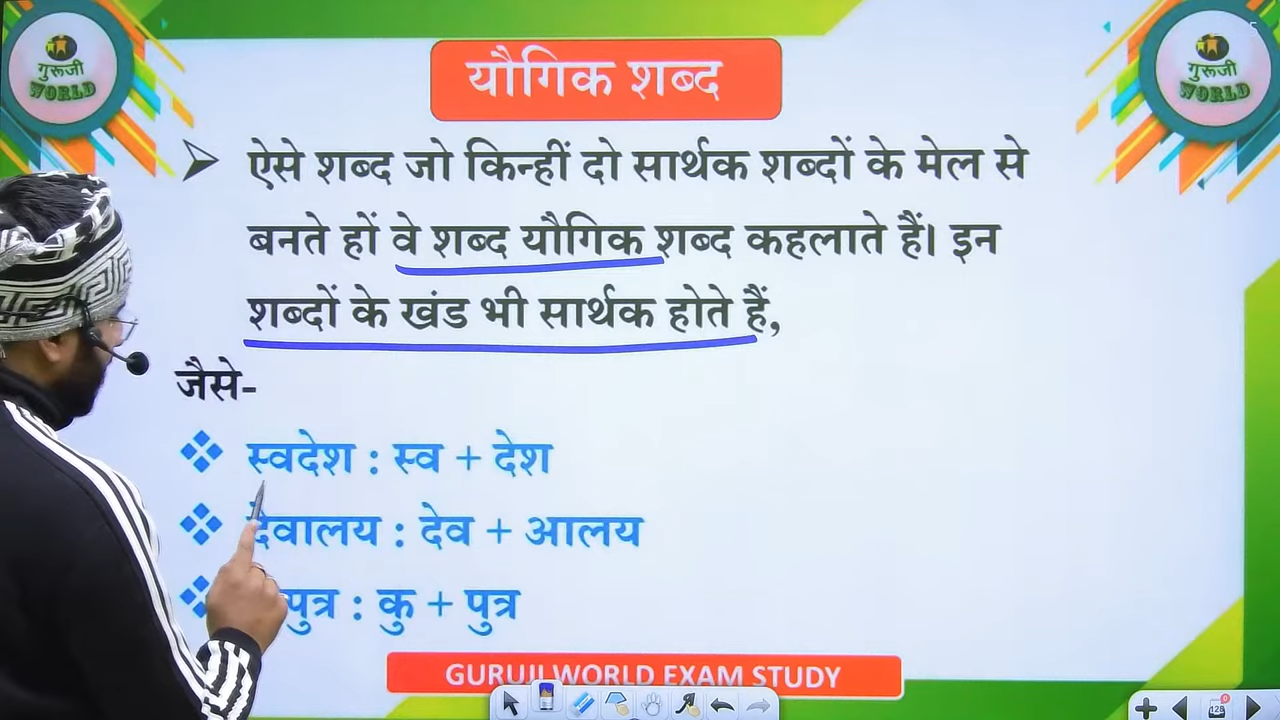 गुरूजी
WORLD
यौगिक शब्द
गुरूजी
WORLD
ऐसे शब्द जो किन्हीं दो सार्थक शब्दों के मेल से
बनते हों वे शब्द यौगिक शब्द कहलाते हैं। इन
शब्दों के खंड भी सार्थक होते हैं,
जैसे-
स्वदेश : स्व + देश
देवालय : देव + आलय
पुत्र : कु + पुत्र
GURUJI WORLD EXAM STUDY
128